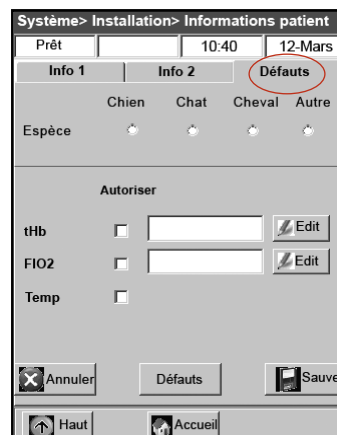 Système> Installation> Informations patient
Prêt 10:40 12-Mars
Info 1 Info 2 Défauts
Chien Chat Cheval Autre
Espèce
Autoriser
tHb Edit
FIO2 Edit
Temp
Annuler Défauts Sauve
Haut Accueil